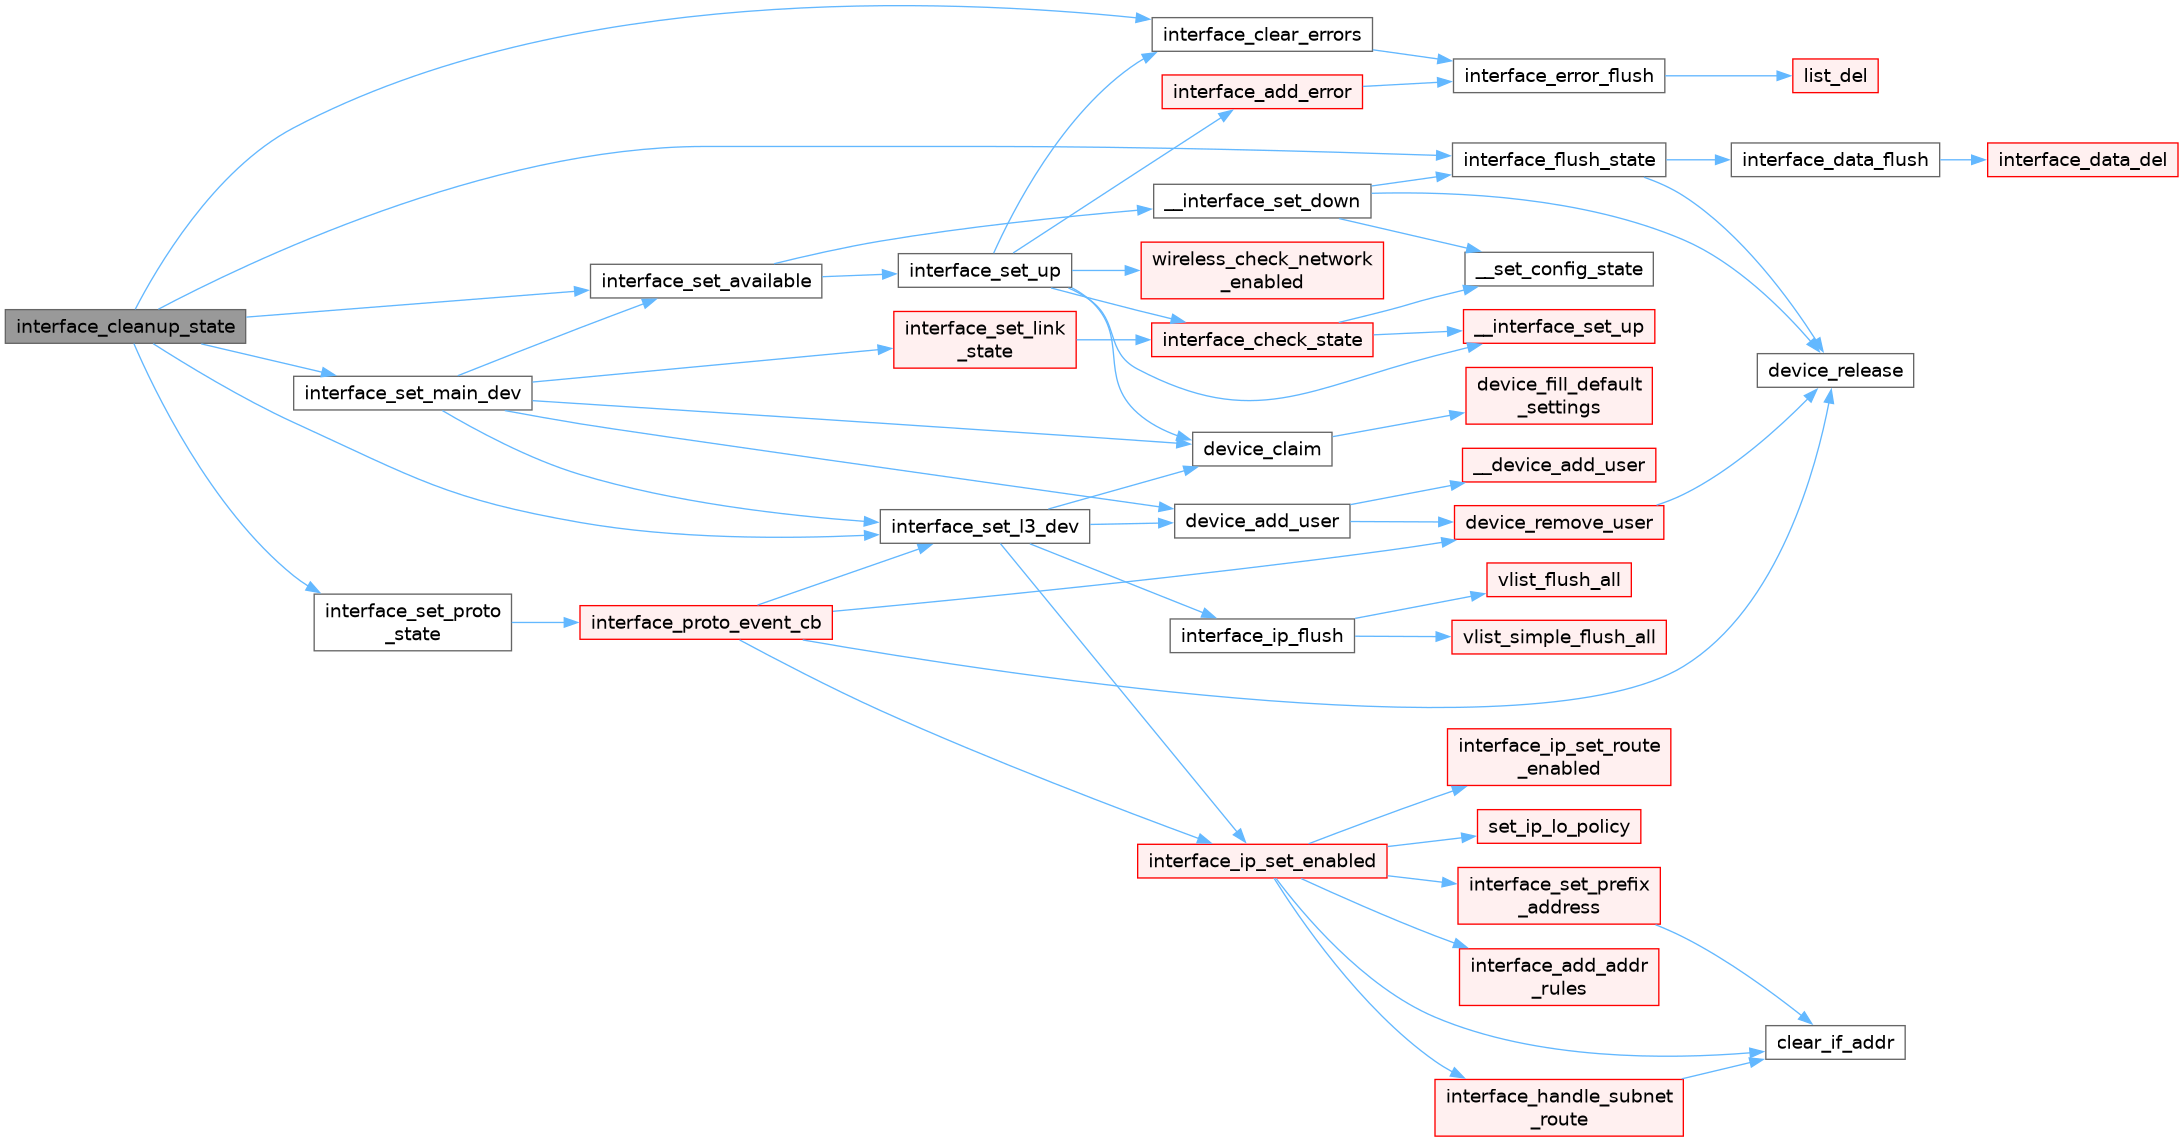 interface_cleanup_state
interface_set_main_dev
interface_set_proto
_state
interface_set_available
interface_proto_event_cb
interface_set_up
interface_set_link
_state
interface_set_l3_dev
interface_clear_errors
interface_add_error
__interface_set_down
wireless_check_network
_enabled
interface_check_state
device_claim
device_add_user
interface_ip_flush
interface_ip_set_enabled
interface_error_flush
interface_flush_state
__set_config_state
__interface_set_up
device_fill_default
_settings
__device_add_user
device_remove_user
vlist_flush_all
vlist_simple_flush_all
interface_ip_set_route
_enabled
set_ip_lo_policy
interface_set_prefix
_address
interface_add_addr
_rules
interface_handle_subnet
_route
list_del
interface_data_flush
device_release
clear_if_addr
interface_data_del